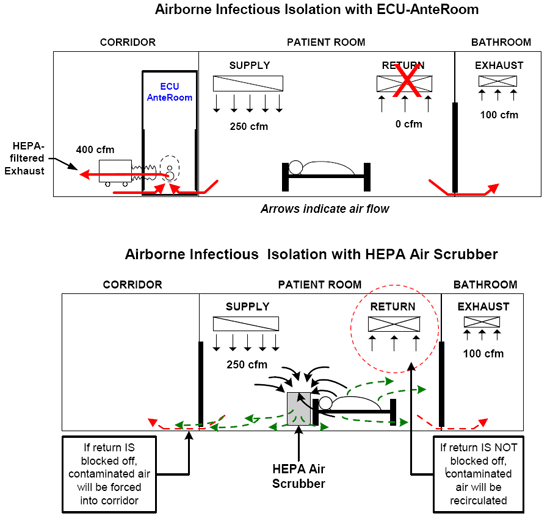 Airborne Infectious Isolation with ECU-AnteRoom
CORRIDOR
PATIENT ROOM
BATHROOM
SUPPLY
RETURN
EXHAUST
ECU
AnteRoom
250 cfm
0 cfm
100 cfm
HEPA-
filtered
Exhaust
400 cfm
Arrows indicate air flow
Airborne Infectious Isolation with HEPA Air Scrubber
CORRIDOR
PATIENT ROOM
BATHROOM
SUPPLY
RETURN
EXHAUST
250 cfm
100 cfm
If return IS
blocked off,
contaminated air
will be forced
into corridor
HEPA Air
Scrubber
If return IS NOT
blocked off,
contaminated
air will be
recirculated